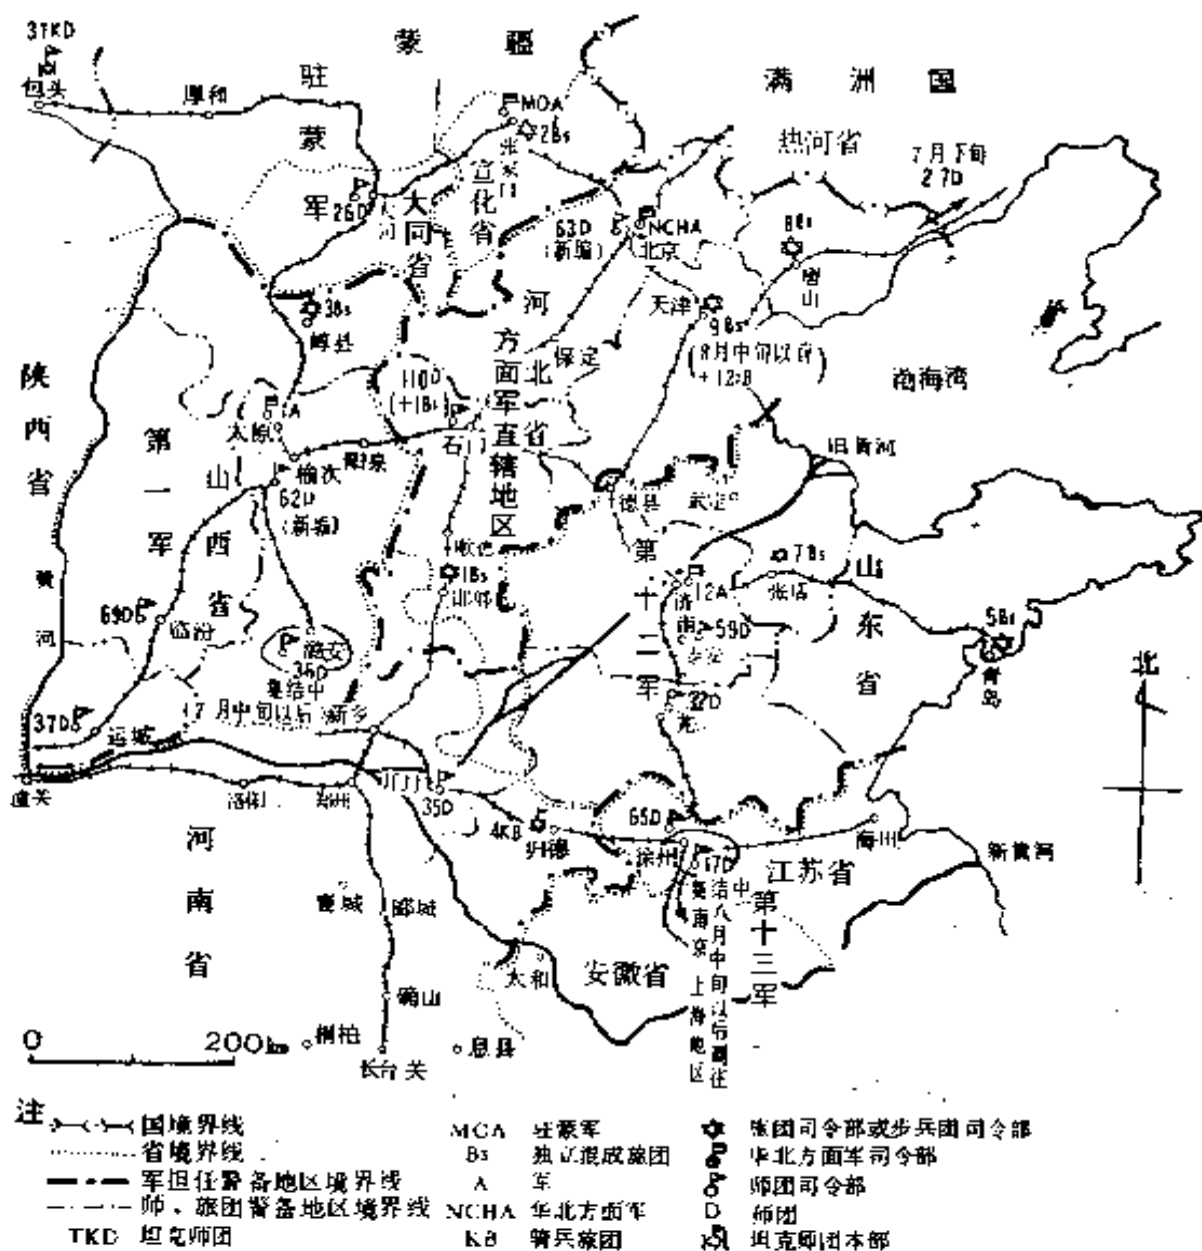 3TKD
包头
厚和
驻蒙军
蒙疆
满洲国
MCA
2Bs
张家口
热河省
7月下旬
27D
26D
大同省
宣化省
63D
(新编)
NCHA
北京
8Bs
唐山
天津
9Bs
(8月中旬以前
+12Bs)
3Bs
崞县
河北省
方面军直辖地区
保定
渤海湾
110D
(+1Bs)
石门
陕西省
第一军
山西省
A
太原
榆次
阳泉
62D
(新编)
德县
武定
旧黄河
顺德
1Bs
邯郸
第十二军
12A
济南
7Bs
张店
山东省
59D
泰安
5Bs
青岛
32D
兖
黄河
69D
临汾
潞安
36D
集结中
(7月中旬以后)
新乡
37D
运城
潼关
洛阳
郑州
开封
35D
4KB
归德
65D
徐州
17D
集结中
八月中旬以后调往
南京
上海地区
海州
新黄河
江苏省
第十三军
北
河南省
襄城
郾城
太和
安徽省
确山
桐柏
长台关
息县
0 200km
注
国境界线
省境界线
军担任警备地区境界线
师、旅团警备地区境界线
TKD 坦克师团
MCA 驻蒙军
Bs 独立混成旅团
A 军
NCHA 华北方面军
KB 骑兵旅团
旅团司令部或步兵团司令部
华北方面军司令部
师团司令部
D 师团
坦克师团本部